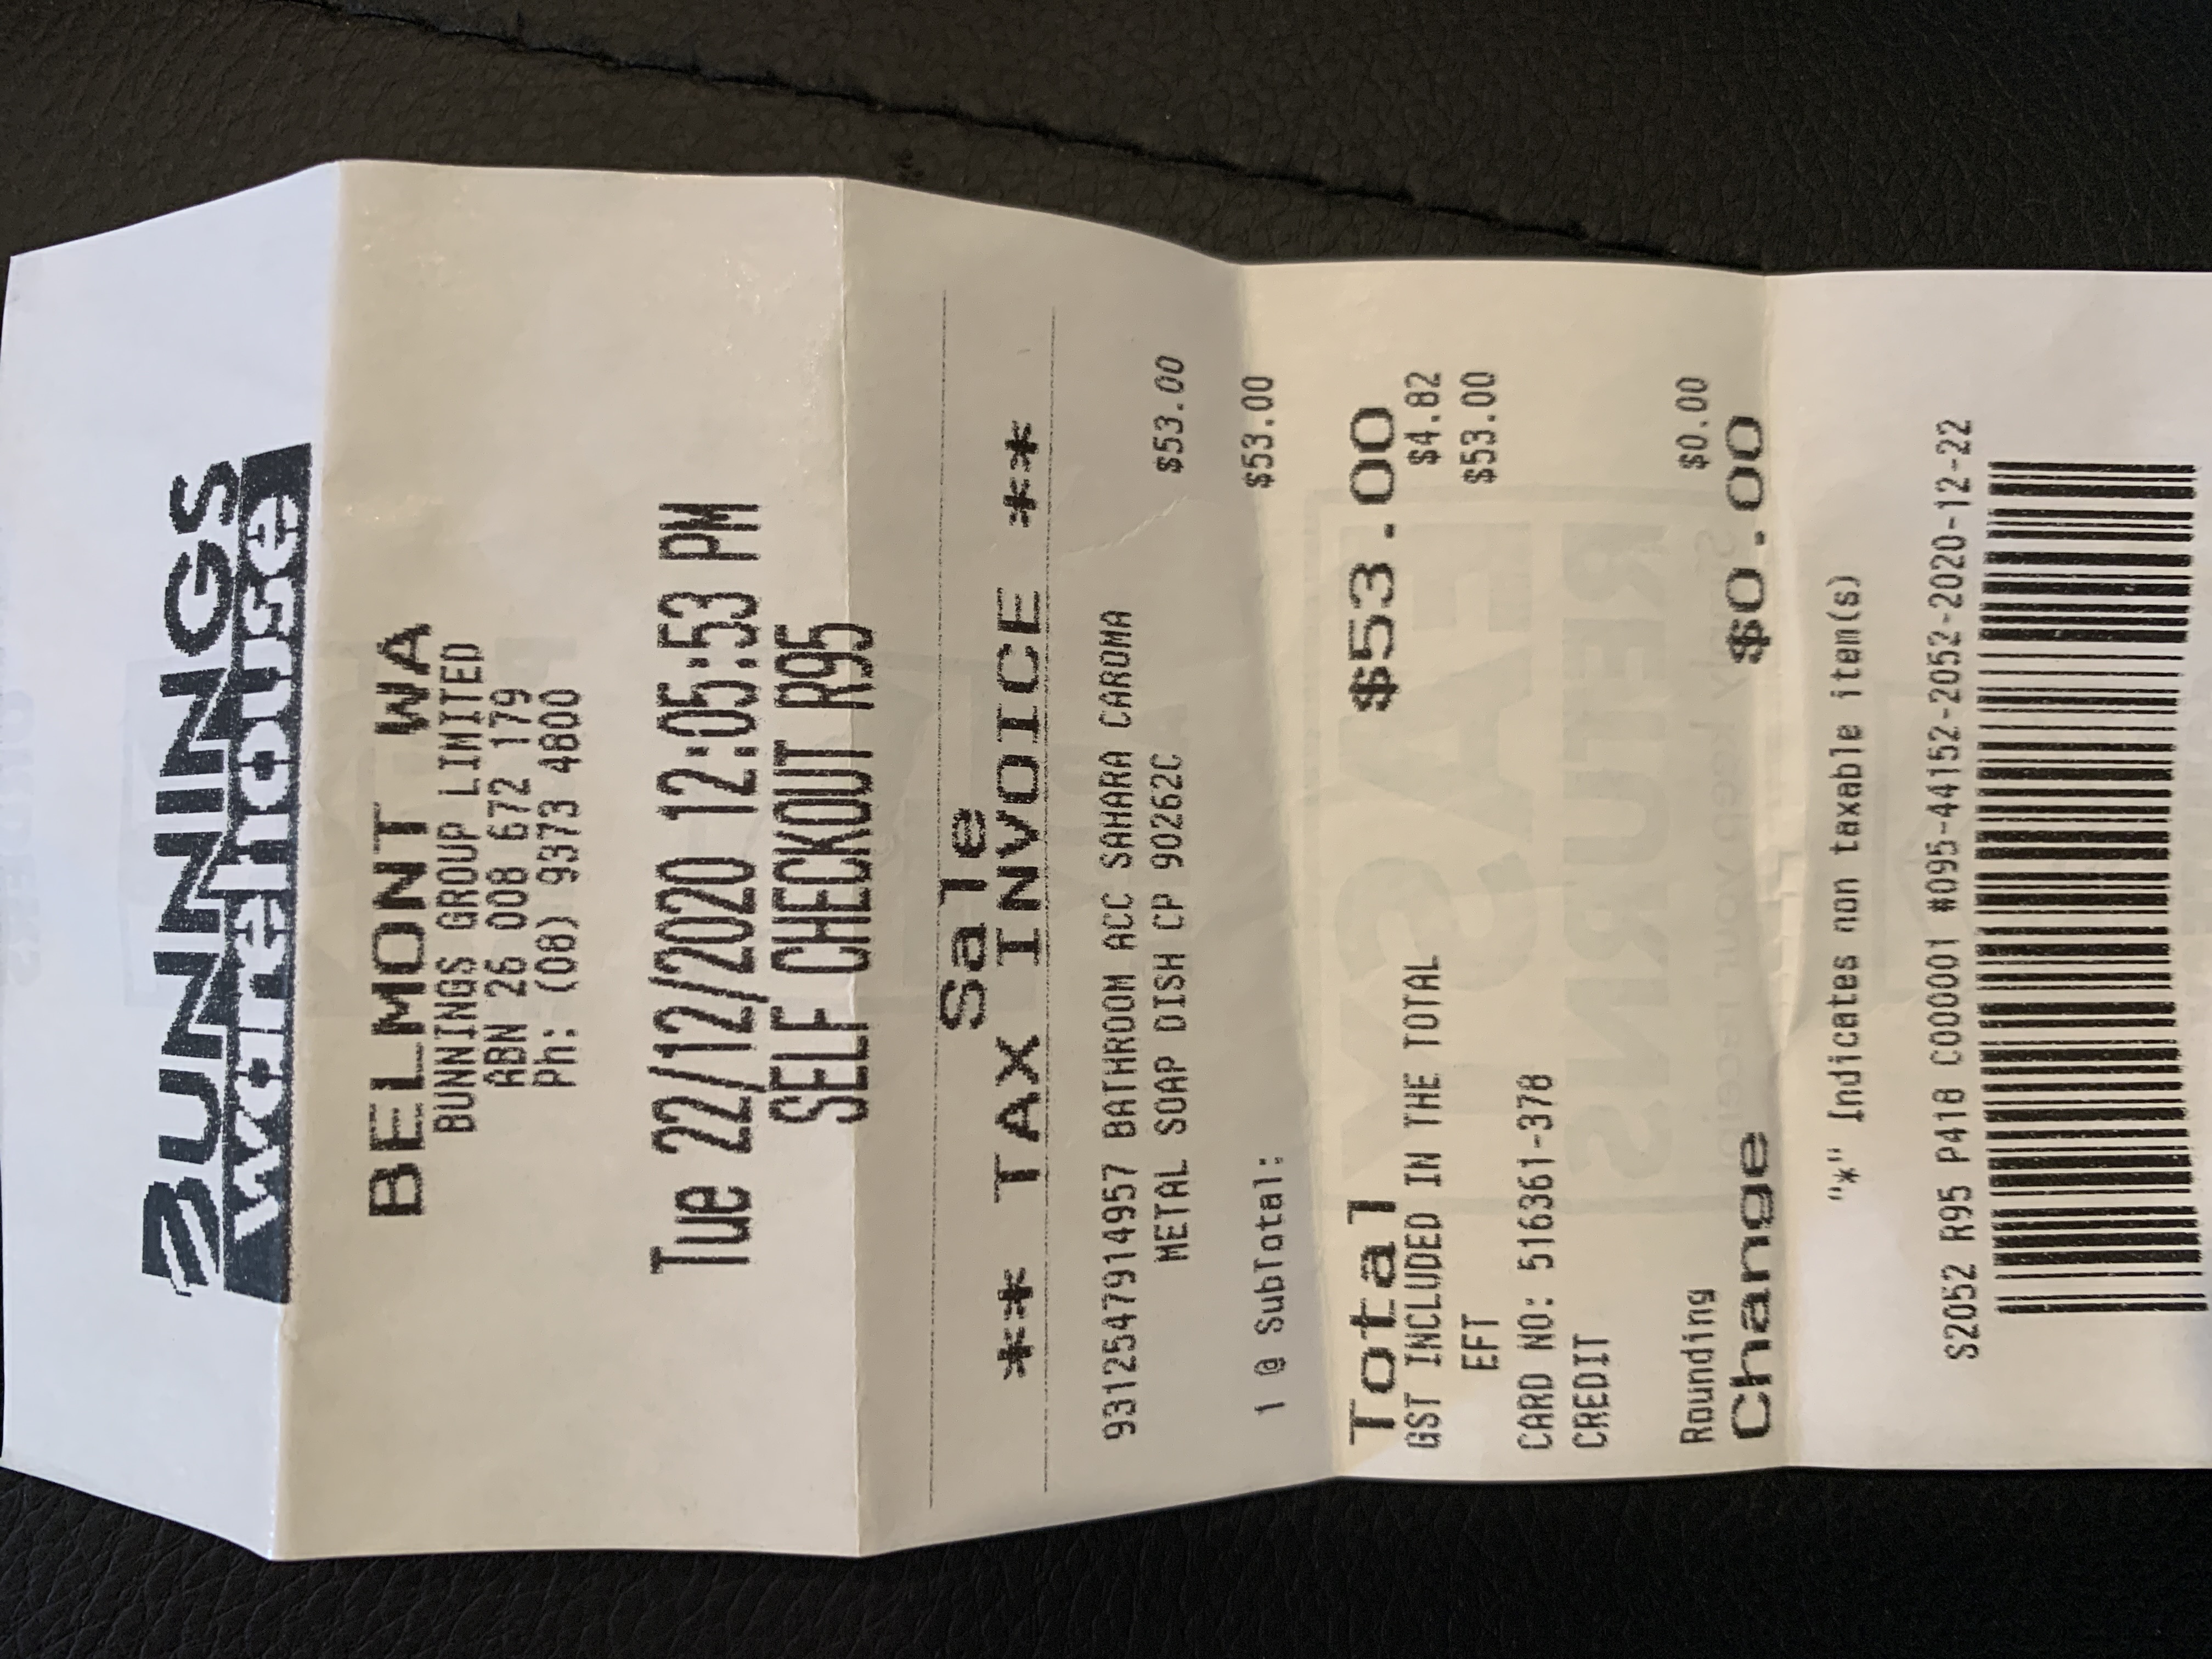 BUNNINGS
warehouse
BELMONT WA
BUNNINGS GROUP LIMITED
ABN 26 008 672 179
Ph: (08) 9373 4800
Tue 22/12/2020 12:05:53 PM
SELF CHECKOUT R95
Sale
** TAX INVOICE **
9312547914957 BATHROOM ACC SAHARA CAROMA
METAL SOAP DISH CP 90262C $53.00
1 @ SubTotal: $53.00
Total $53.00
GST INCLUDED IN THE TOTAL $4.82
EFT $53.00
CARD NO: 516361-378
CREDIT
Rounding $0.00
Change $0.00
"*" Indicates non taxable item(s)
S2052 R95 P418 C000001 #095-44152-2052-2020-12-22